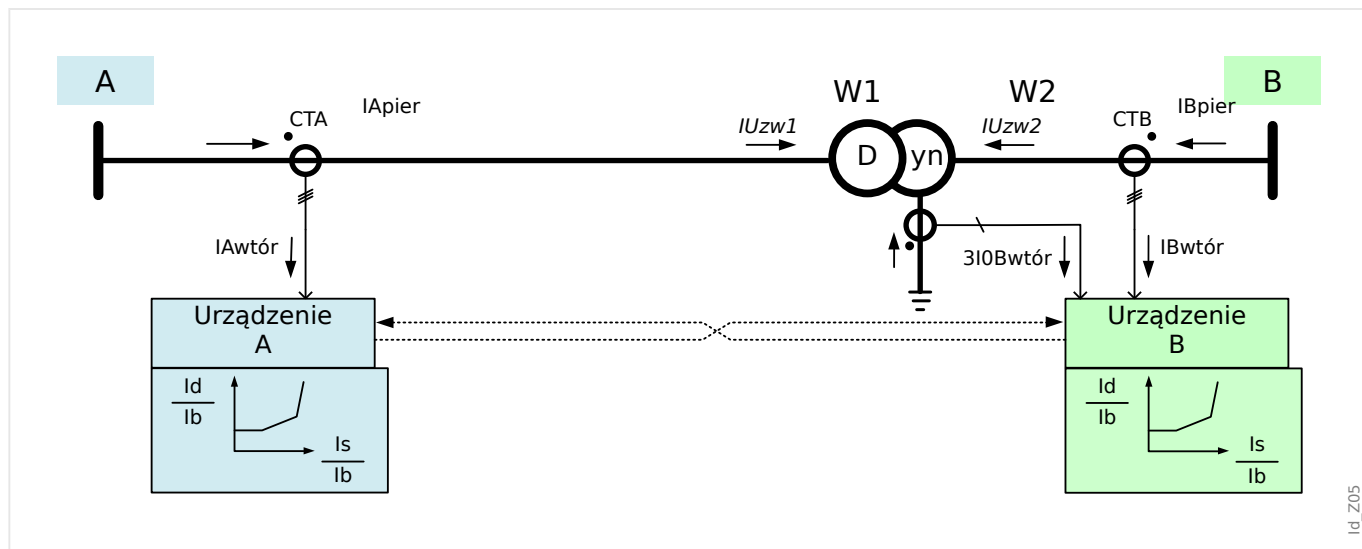 A
B
W1
W2
IApier
IBpier
CTA
CTB
IUzw1
IUzw2
D
yn
IAwtór
3I0Bwtór
IBwtór
Urządzenie
A
Urządzenie
B
Id
Ib
Is
Ib
Id
Ib
Is
Ib
Id_Z05